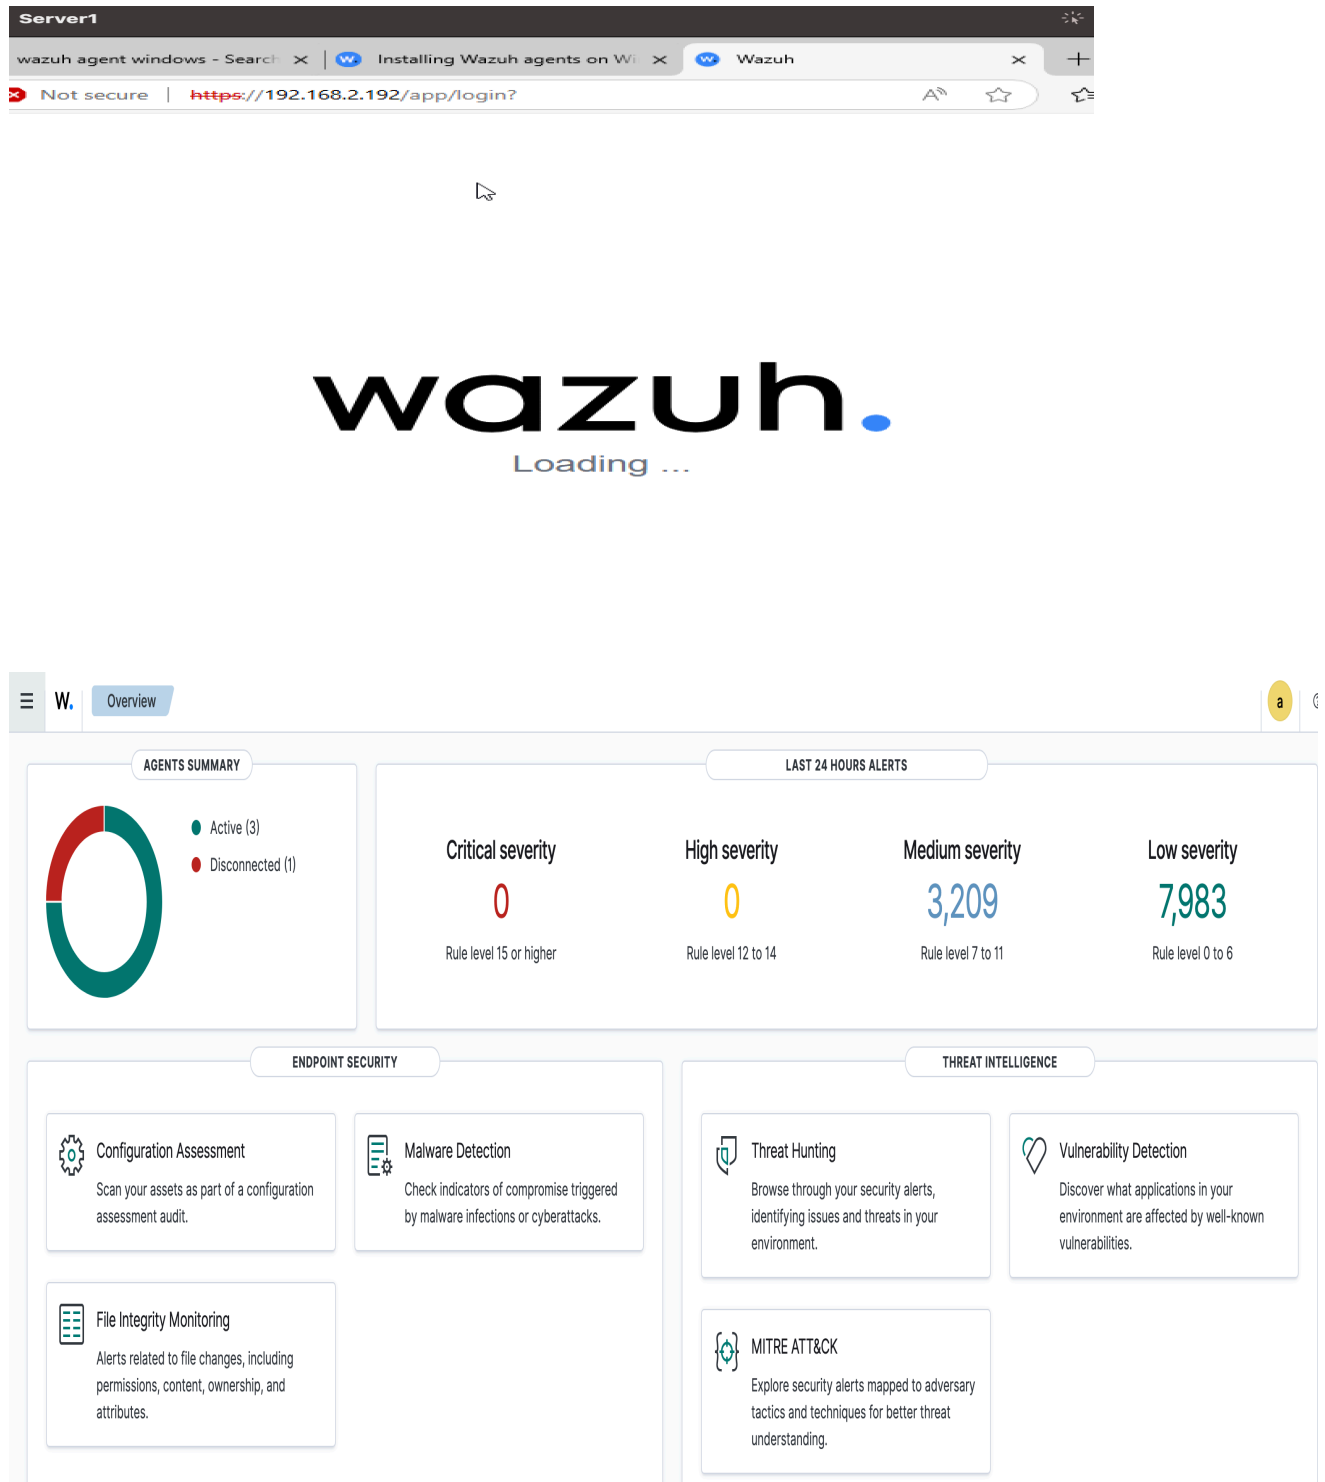 Server1
wazuh agent windows - Search
Installing Wazuh agents on Wi
Wazuh
Not secure | https://192.168.2.192/app/login?
wazuh.
Loading ...
W. Overview a
AGENTS SUMMARY
Active (3)
Disconnected (1)
LAST 24 HOURS ALERTS
Critical severity
0
Rule level 15 or higher
High severity
0
Rule level 12 to 14
Medium severity
3,209
Rule level 7 to 11
Low severity
7,983
Rule level 0 to 6
ENDPOINT SECURITY
Configuration Assessment
Scan your assets as part of a configuration
assessment audit.
Malware Detection
Check indicators of compromise triggered
by malware infections or cyberattacks.
File Integrity Monitoring
Alerts related to file changes, including
permissions, content, ownership, and
attributes.
THREAT INTELLIGENCE
Threat Hunting
Browse through your security alerts,
identifying issues and threats in your
environment.
Vulnerability Detection
Discover what applications in your
environment are affected by well-known
vulnerabilities.
MITRE ATT&CK
Explore security alerts mapped to adversary
tactics and techniques for better threat
understanding.